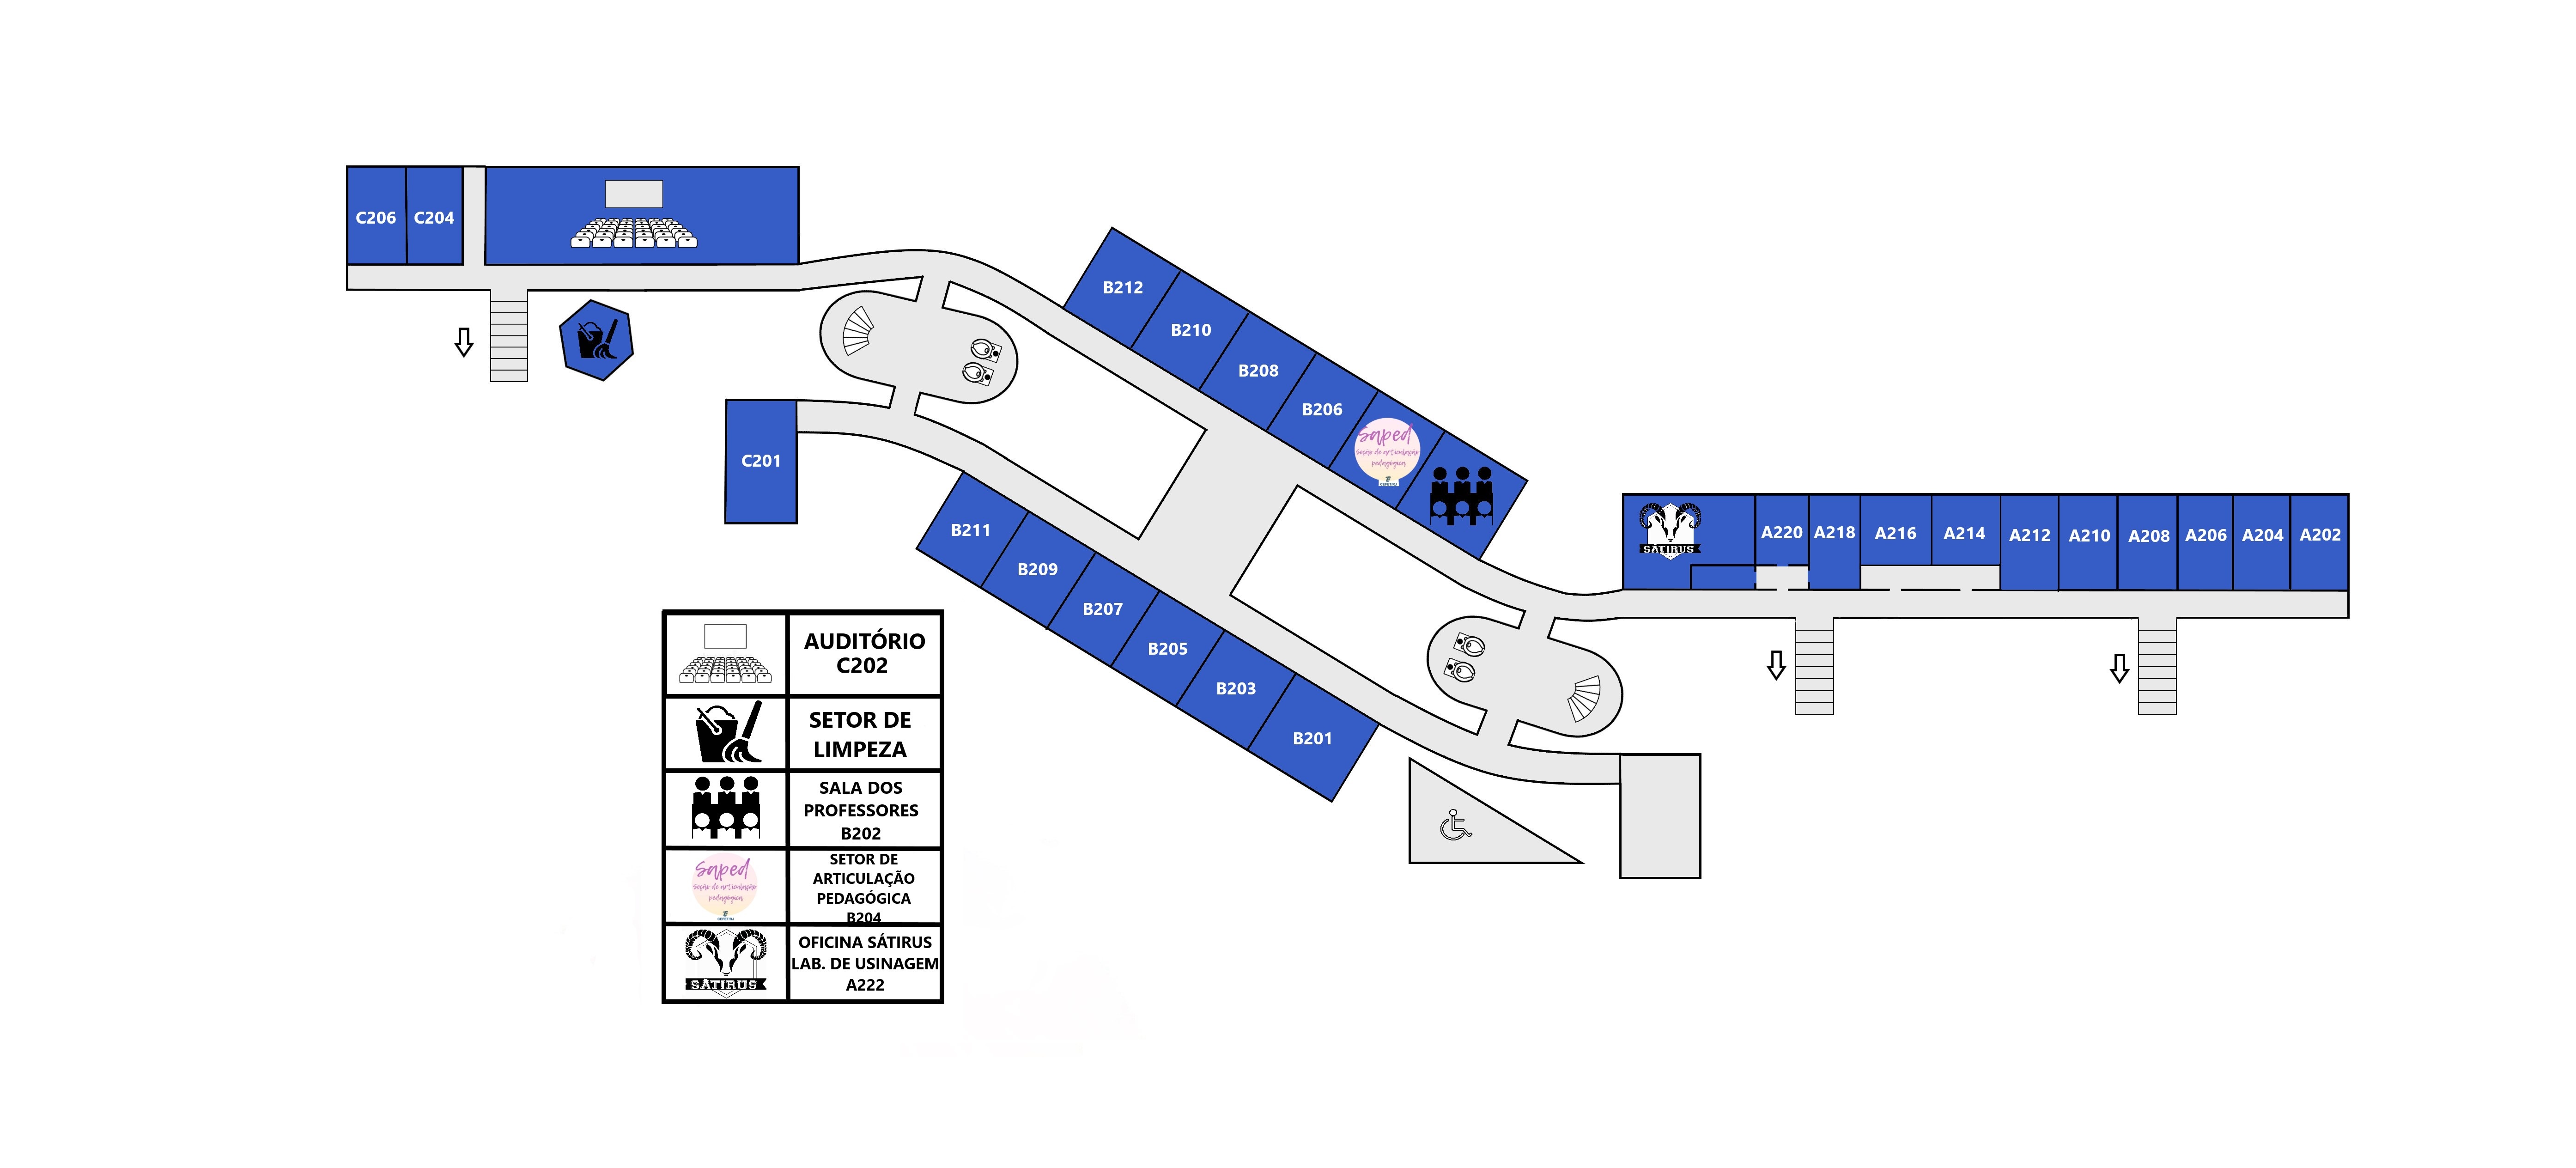 C206
C204
B212
B210
B208
B206
saped
seção de articulação
pedagógica
C201
B211
B209
B207
B205
B203
B201
SÁTIRUS
A220
A218
A216
A214
A212
A210
A208
A206
A204
A202
AUDITÓRIO
C202
SETOR DE
LIMPEZA
SALA DOS
PROFESSORES
B202
saped
seção de articulação
pedagógica
SETOR DE
ARTICULAÇÃO
PEDAGÓGICA
B204
SÁTIRUS
OFICINA SÁTIRUS
LAB. DE USINAGEM
A222